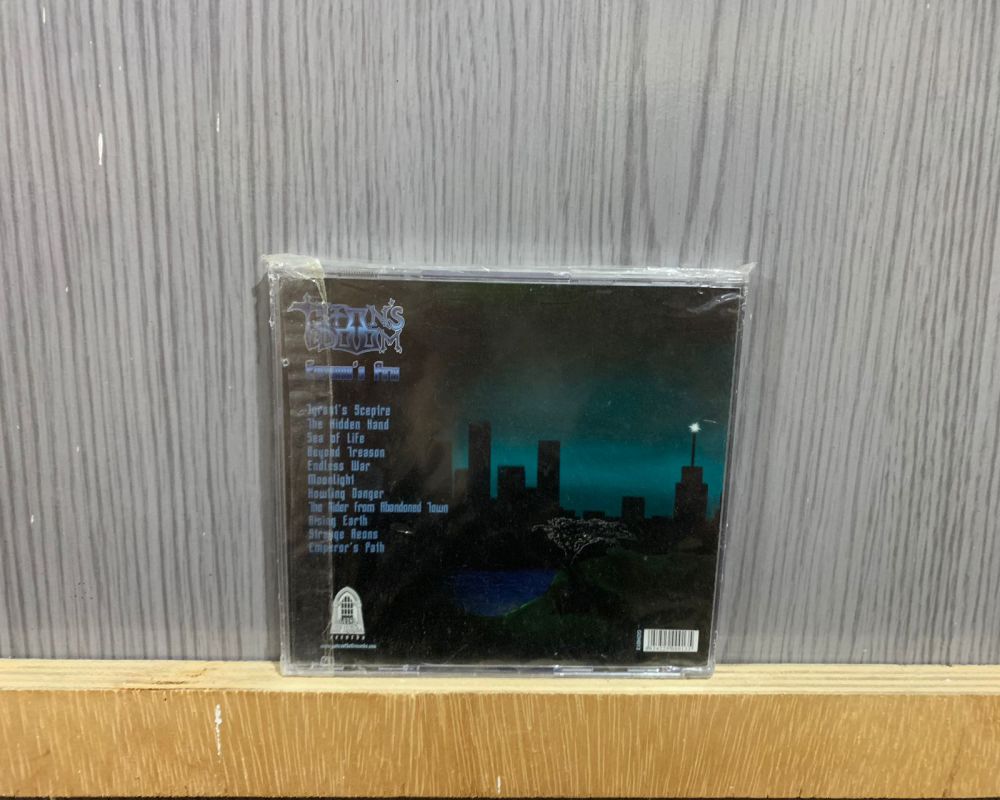 Tyrant's Sceptre
The Hidden Hand
Sea of Life
Beyond Treason
Endless War
Moonlight
Howling Danger
The Rider from Abandoned Town
Rising Earth
Strange Aeons
Emperor's Path